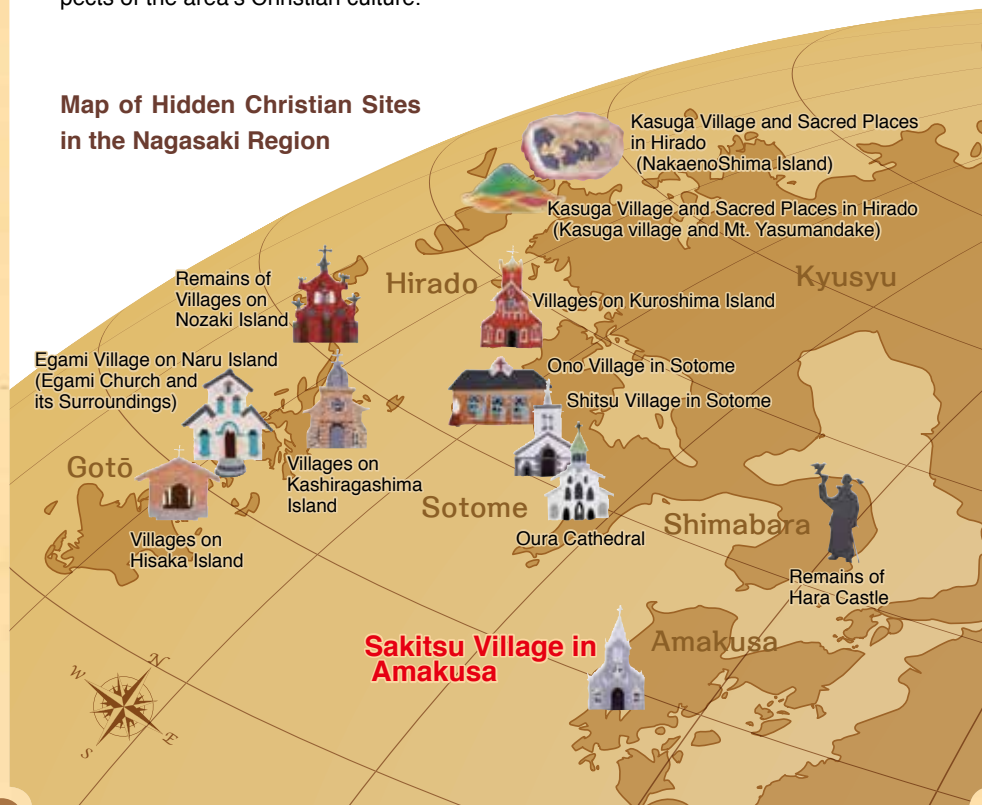 pects of the area's Christian culture.
Map of Hidden Christian Sites
in the Nagasaki Region
Kasuga Village and Sacred Places
in Hirado
(NakaenoShima Island)
Kasuga Village and Sacred Places in Hirado
(Kasuga village and Mt. Yasumandake)
Hirado
Kyusyu
Remains of
Villages on
Nozaki Island
Villages on Kuroshima Island
Egami Village on Naru Island
(Egami Church and
its Surroundings)
Ono Village in Sotome
Shitsu Village in Sotome
Gotō
Villages on
Kashiragashima
Island
Sotome
Shimabara
Villages on
Hisaka Island
Oura Cathedral
Remains of
Hara Castle
Sakitsu Village in
Amakusa
Amakusa
N
W
S
E